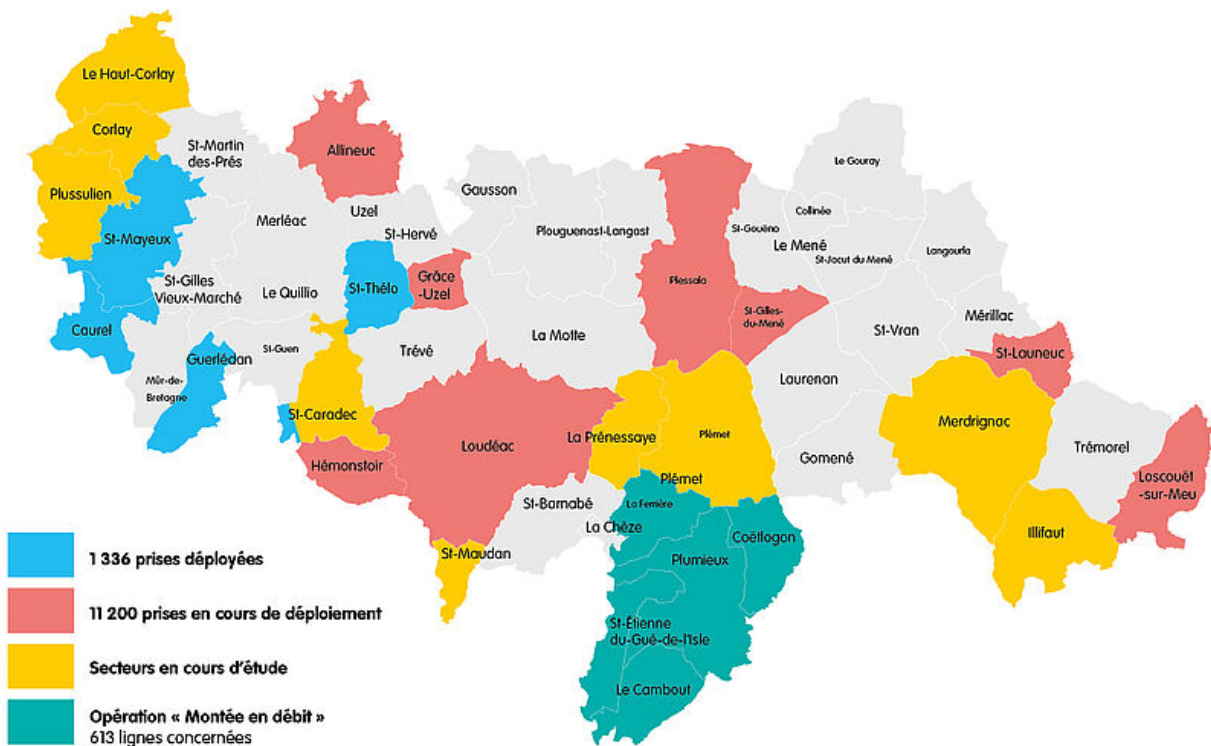 Le Haut-Corlay
Corlay
St-Martin
des-Prés
Allineuc
Le Gouray
Plussulien
Gausson
Uzel
Merléac
Collinée
St-Hervé
Plouguenast-Langast
St-Gouëno
Le Mené
St-Mayeux
Langourla
St-Jacut du Mené
St-Gilles
Vieux-Marché
Le Quillio
St-Thélo
Grâce
-Uzel
Plessala
St-Gilles-
du-Mené
Mérillac
Caurel
La Motte
St-Vran
Guerlédan
St-Guen
Trévé
St-Launeuc
Mûr-de-
Bretagne
Laurenan
St-Caradec
Merdrignac
La Prénessaye
Plémet
Loudéac
Trémorel
Hémonstoir
Plémet
Gomené
Loscouët
-sur-Meu
St-Barnabé
La Ferrière
La Chèze
Coëtlogon
Illifaut
St-Maudan
Plumieux
St-Étienne
du-Gué-de-l'Isle
Le Cambout
1 336 prises déployées
11 200 prises en cours de déploiement
Secteurs en cours d'étude
Opération « Montée en débit »
613 lignes concernées